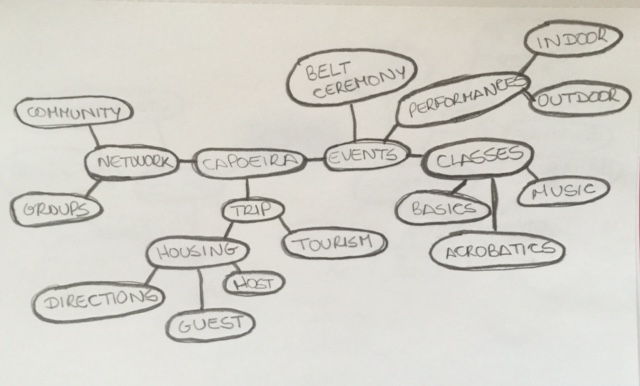 INDOOR
BELT
CEREMONY
PERFORMANCES
OUTDOOR
COMMUNITY
NETWORK
CAPOEIRA
EVENTS
CLASSES
GROUPS
TRIP
BASICS
MUSIC
HOUSING
TOURISM
ACROBATICS
DIRECTIONS
HOST
GUEST